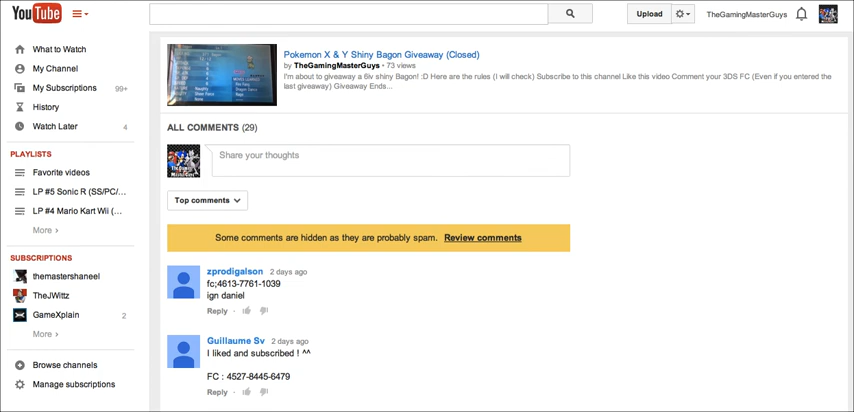 YouTube
Upload
TheGamingMasterGuys
What to Watch
My Channel
My Subscriptions 99+
History
Watch Later 4
PLAYLISTS
Favorite videos
LP #5 Sonic R (SS/PC/...
LP #4 Mario Kart Wii (...
More ›
SUBSCRIPTIONS
themastershaneel
TheJWittz
GameXplain 2
More ›
Browse channels
Manage subscriptions
Pokemon X & Y Shiny Bagon Giveaway (Closed)
by TheGamingMasterGuys • 73 views
I'm about to giveaway a 6iv shiny Bagon! :D Here are the rules (I will check) Subscribe to this channel Like this video Comment your 3DS FC (Even if you entered the
last giveaway) Giveaway Ends...
ALL COMMENTS (29)
Share your thoughts
Top comments
Some comments are hidden as they are probably spam. Review comments
zprodigalson 2 days ago
fc;4613-7761-1039
ign daniel
Reply ·
Guillaume Sv 2 days ago
I liked and subscribed ! ^^
FC : 4527-8445-6479
Reply ·